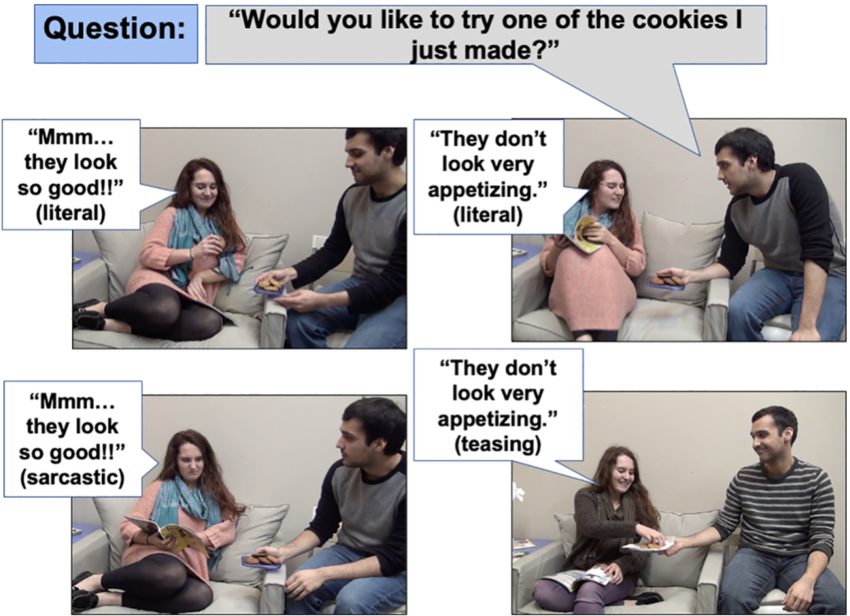 Question:
“Would you like to try one of the cookies I
just made?”
“Mmm…
they look
so good!!”
(literal)
“They don’t
look very
appetizing.”
(literal)
“Mmm…
they look
so good!!”
(sarcastic)
“They don’t
look very
appetizing.”
(teasing)